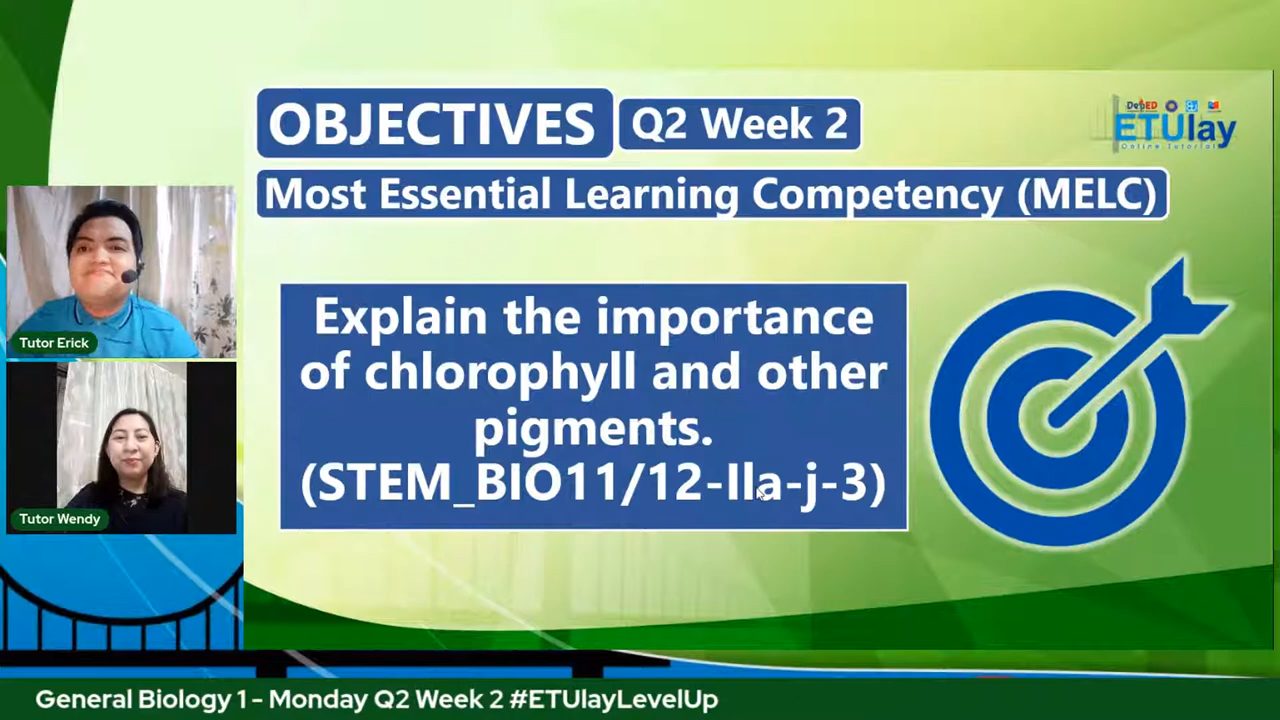 OBJECTIVES
Q2 Week 2
DepED
ETUlay
Online Tutorial
Most Essential Learning Competency (MELC)
Explain the importance
of chlorophyll and other
pigments.
(STEM_BIO11/12-IIa-j-3)
Tutor Erick
Tutor Wendy
General Biology 1 - Monday Q2 Week 2 #ETUlayLevelUp